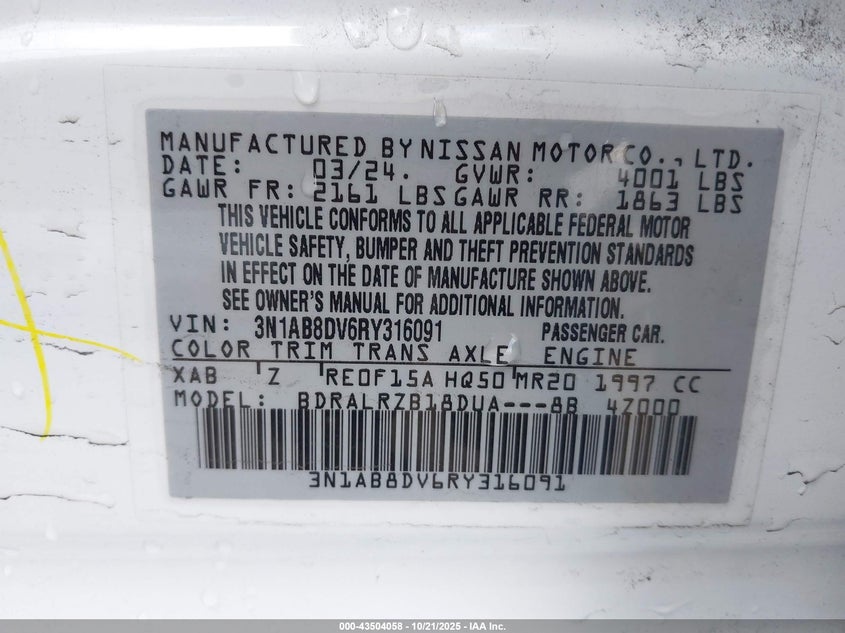 MANUFACTURED BY NISSAN MOTOR CO., LTD.
DATE: 03/24. GVWR: 4001 LBS
GAWR FR: 2161 LBS GAWR RR: 1863 LBS
THIS VEHICLE CONFORMS TO ALL APPLICABLE FEDERAL MOTOR
VEHICLE SAFETY, BUMPER AND THEFT PREVENTION STANDARDS
IN EFFECT ON THE DATE OF MANUFACTURE SHOWN ABOVE.
SEE OWNER'S MANUAL FOR ADDITIONAL INFORMATION.
VIN: 3N1AB8DV6RY316091 PASSENGER CAR.
COLOR TRIM TRANS AXLE ENGINE
XAB Z RE0F15A HQ50 MR20 1997 CC
MODEL: BDRALRZB18DUA---8B 4Z000
3N1AB8DV6RY316091
000-43504058 - 10/21/2025 - IAA Inc.